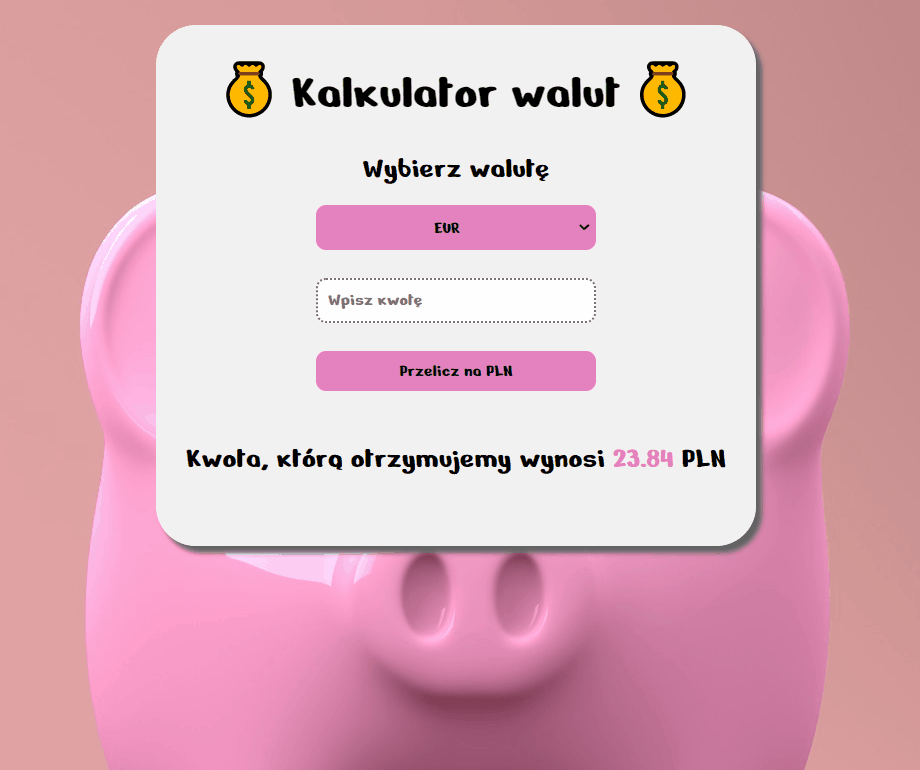 Kalkulator walut
Wybierz walutę
EUR
Wpisz kwotę
Przelicz na PLN
Kwota, którą otrzymujemy wynosi 23.84 PLN